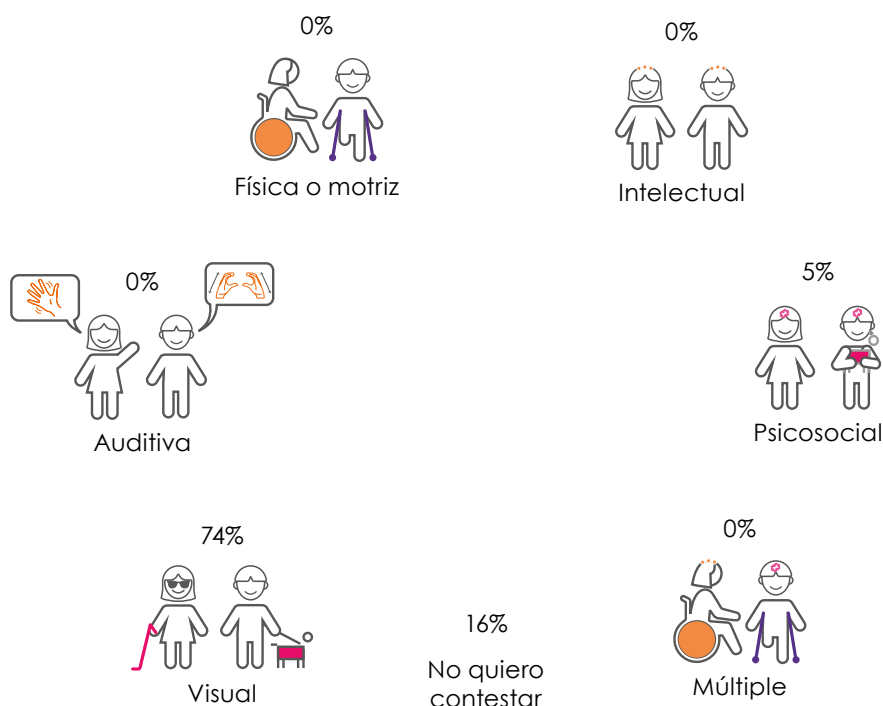 0%
Física o motriz
0%
Intelectual
0%
Auditiva
5%
Psicosocial
74%
Visual
16%
No quiero
contestar
0%
Múltiple